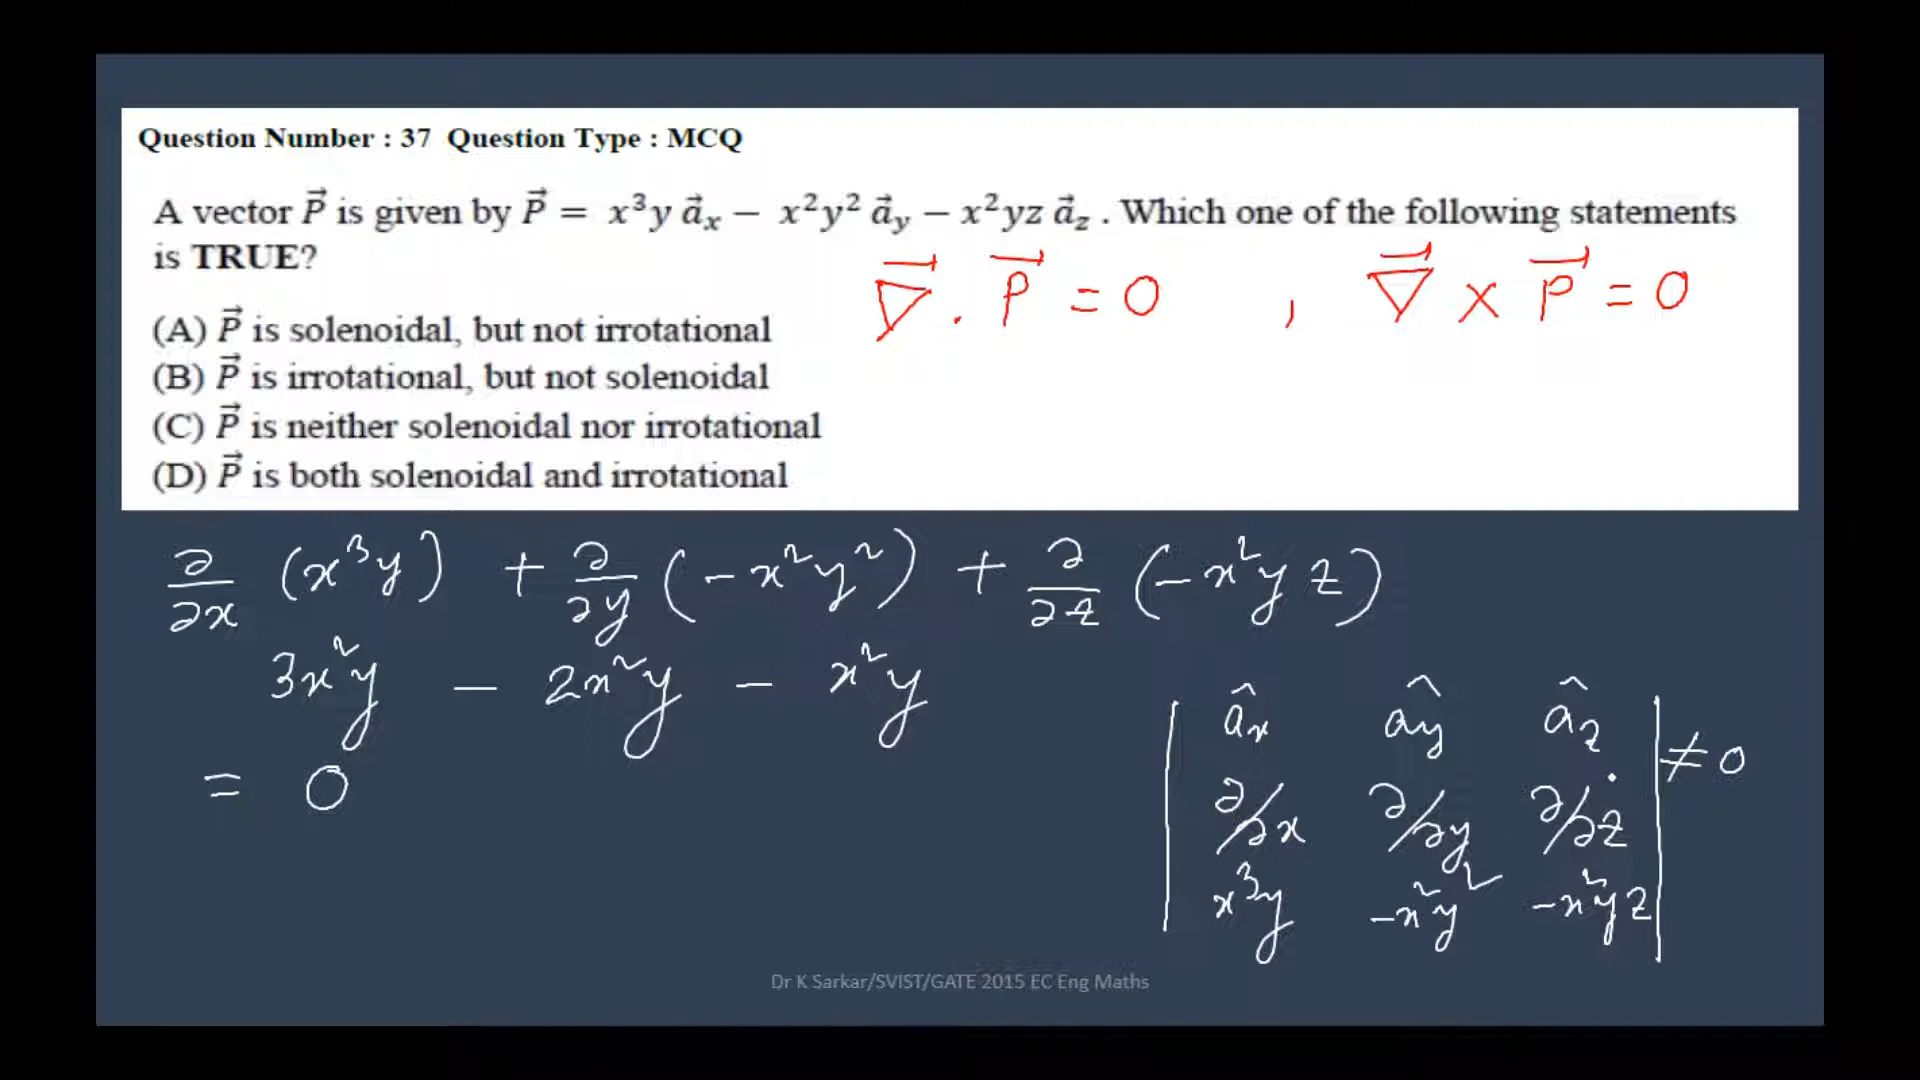 Question Number : 37 Question Type : MCQ
A vector P⃗ is given by P⃗ = x³y a⃗ₓ − x²y² a⃗ᵧ − x²yz a⃗_z . Which one of the following statements
is TRUE?
∇⃗ . P⃗ = 0 , ∇⃗ × P⃗ = 0
(A) P⃗ is solenoidal, but not irrotational
(B) P⃗ is irrotational, but not solenoidal
(C) P⃗ is neither solenoidal nor irrotational
(D) P⃗ is both solenoidal and irrotational
∂/∂x (x³y) + ∂/∂y (−x²y²) + ∂/∂z (−x²yz)
3x²y − 2x²y − x²y
= 0
âx ây âz ≠ 0
∂/∂x ∂/∂y ∂/∂z
x³y −x²y² −x²yz
Dr K Sarkar/SVIST/GATE 2015 EC Eng Maths